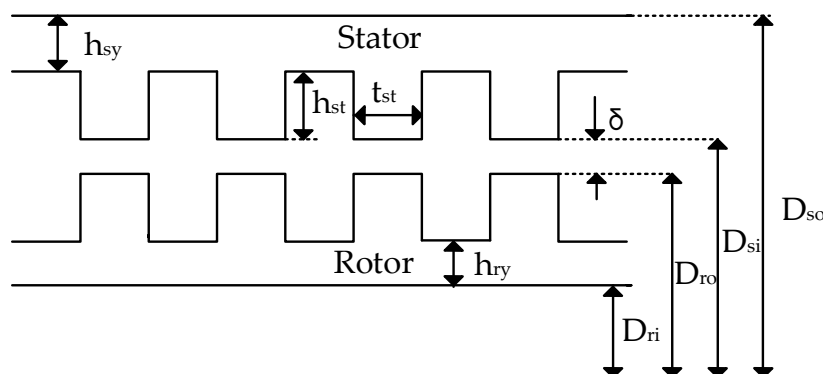 Stator
hsy
hst
tst
δ
Dso
Dsi
Dro
Rotor
hry
Dri